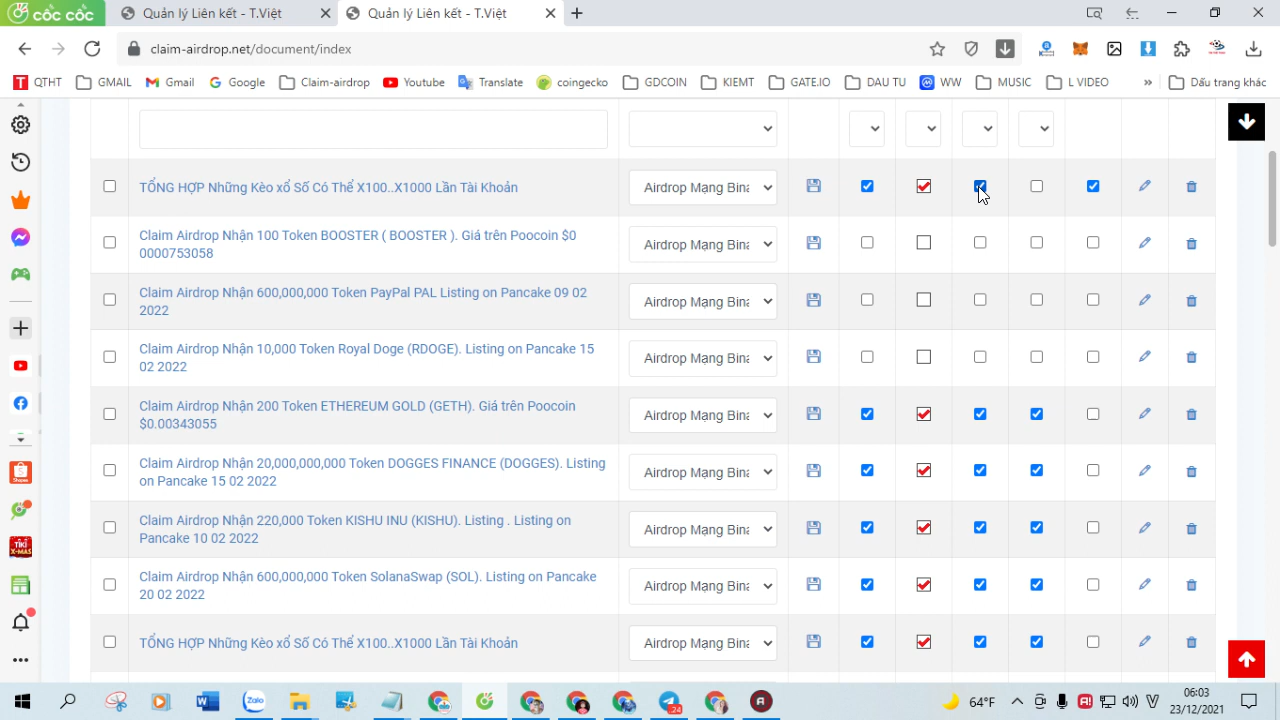 cốc cốc
Quản lý kết - T.Việt
Quản lý kết - T.Việt
claim-airdrop.net/document/index
QTHT
GMAIL
Gmail
Google
Claim-airdrop
Youtube
Translate
coingecko
GDCOIN
KIEMT
GATE.IO
DAU TU
WW
MUSIC
L VIDEO
»
Dấu trang khác
TỔNG HỢP Những Kèo xổ Số Có Thể X100..X1000 Lần Tài Khoản
Airdrop Mạng Bina
Claim Airdrop Nhận 100 Token BOOSTER ( BOOSTER ). Giá trên Poocoin $0
0000753058
Airdrop Mạng Bina
Claim Airdrop Nhận 600,000,000 Token PayPal PAL Listing on Pancake 09 02
2022
Airdrop Mạng Bina
Claim Airdrop Nhận 10,000 Token Royal Doge (RDOGE). Listing on Pancake 15
02 2022
Airdrop Mạng Bina
Claim Airdrop Nhận 200 Token ETHEREUM GOLD (GETH). Giá trên Poocoin
$0.00343055
Airdrop Mạng Bina
Claim Airdrop Nhận 20,000,000,000 Token DOGGES FINANCE (DOGGES). Listing
on Pancake 15 02 2022
Airdrop Mạng Bina
Claim Airdrop Nhận 220,000 Token KISHU INU (KISHU). Listing . Listing on
Pancake 10 02 2022
Airdrop Mạng Bina
Claim Airdrop Nhận 600,000,000 Token SolanaSwap (SOL). Listing on Pancake
20 02 2022
Airdrop Mạng Bina
TỔNG HỢP Những Kèo xổ Số Có Thể X100..X1000 Lần Tài Khoản
Airdrop Mạng Bina
Shopee
TIKI
X-MAS
Zalo
24
64°F
06:03
23/12/2021